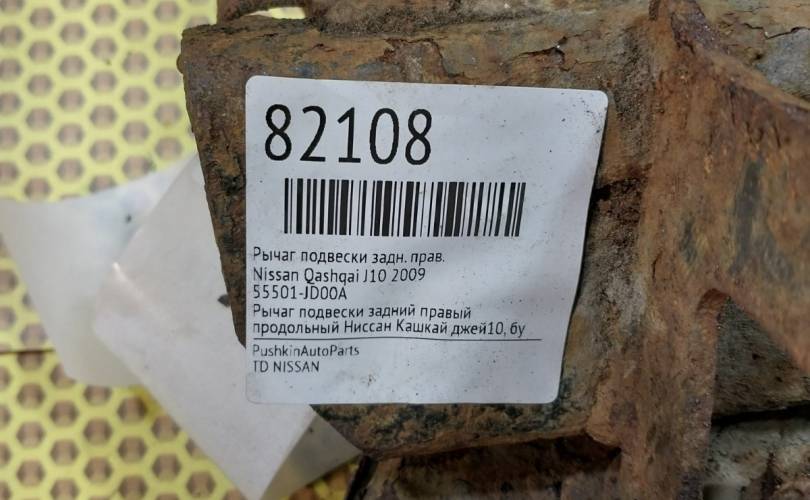 82108
Рычаг подвески задн. прав.
Nissan Qashqai J10 2009
55501-JD00A
Рычаг подвески задний правый
продольный Ниссан Кашкай джей10, бу
PushkinAutoParts
TD NISSAN